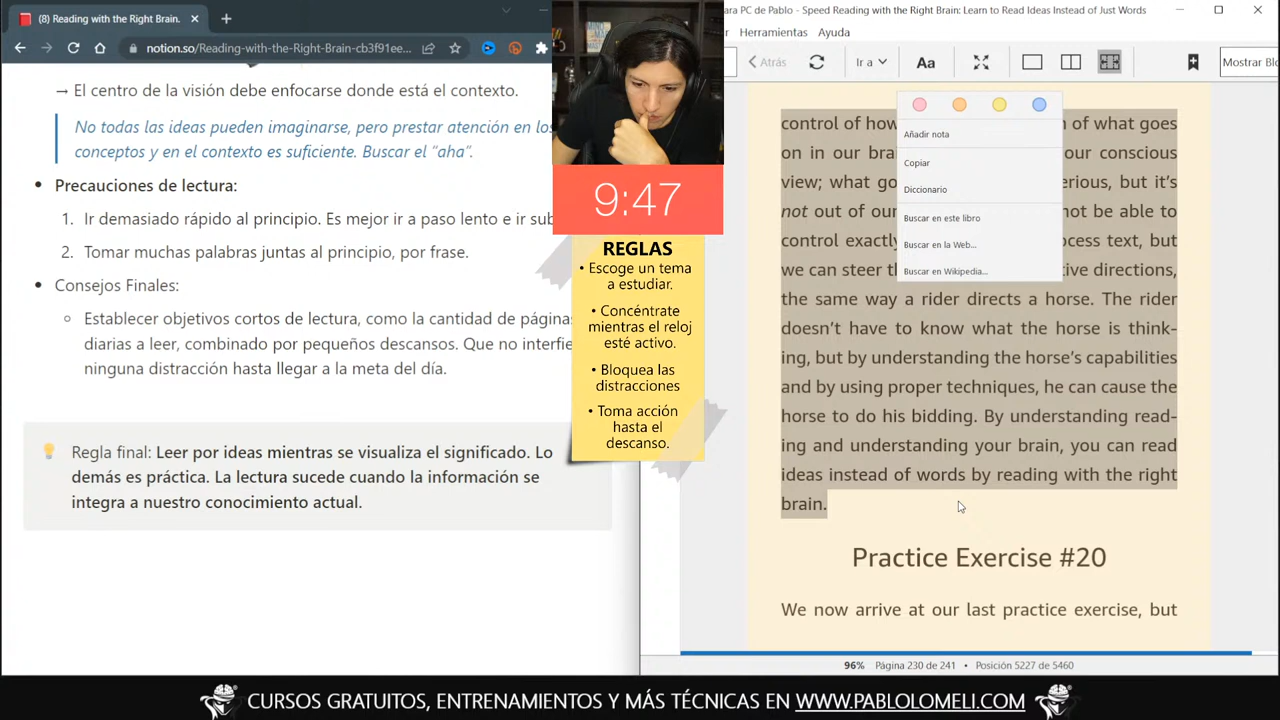 (8) Reading with the Right Brain.
notion.so/Reading-with-the-Right-Brain-cb3f91ee...
→ El centro de la visión debe enfocarse donde está el contexto.
No todas las ideas pueden imaginarse, pero prestar atención en los
conceptos y en el contexto es suficiente. Buscar el "aha".
• Precauciones de lectura:
1. Ir demasiado rápido al principio. Es mejor ir a paso lento e ir sub
2. Tomar muchas palabras juntas al principio, por frase.
• Consejos Finales:
Establecer objetivos cortos de lectura, como la cantidad de páginas
diarias a leer, combinado por pequeños descansos. Que no interfie
ninguna distracción hasta llegar a la meta del día.
Regla final: Leer por ideas mientras se visualiza el significado. Lo
demás es práctica. La lectura sucede cuando la información se
integra a nuestro conocimiento actual.
9:47
REGLAS
• Escoge un tema
a estudiar.
• Concéntrate
mientras el reloj
esté activo.
• Bloquea las
distracciones
• Toma acción
hasta el
descanso.
ara PC de Pablo - Speed Reading with the Right Brain: Learn to Read Ideas Instead of Just Words
Herramientas Ayuda
Atrás
Ir a
Aa
Mostrar Blo
control of how
n of what goes
on in our bra
our conscious
view; what go
erious, but it's
not out of our
not be able to
control exactly
ocess text, but
we can steer th
tive directions,
the same way a rider directs a horse. The rider
doesn't have to know what the horse is think-
ing, but by understanding the horse's capabilities
and by using proper techniques, he can cause the
horse to do his bidding. By understanding read-
ing and understanding your brain, you can read
ideas instead of words by reading with the right
brain.
Añadir nota
Copiar
Diccionario
Buscar en este libro
Buscar en la Web...
Buscar en Wikipedia...
Practice Exercise #20
We now arrive at our last practice exercise, but
96% Página 230 de 241 • Posición 5227 de 5460
CURSOS GRATUITOS, ENTRENAMIENTOS Y MÁS TÉCNICAS EN WWW.PABLOLOMELI.COM